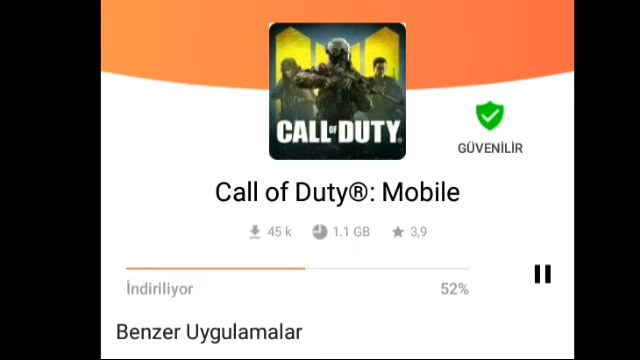 CALL OF DUTY®
GÜVENİLİR
Call of Duty®: Mobile
45 k 1.1 GB 3,9
İndiriliyor 52%
Benzer Uygulamalar